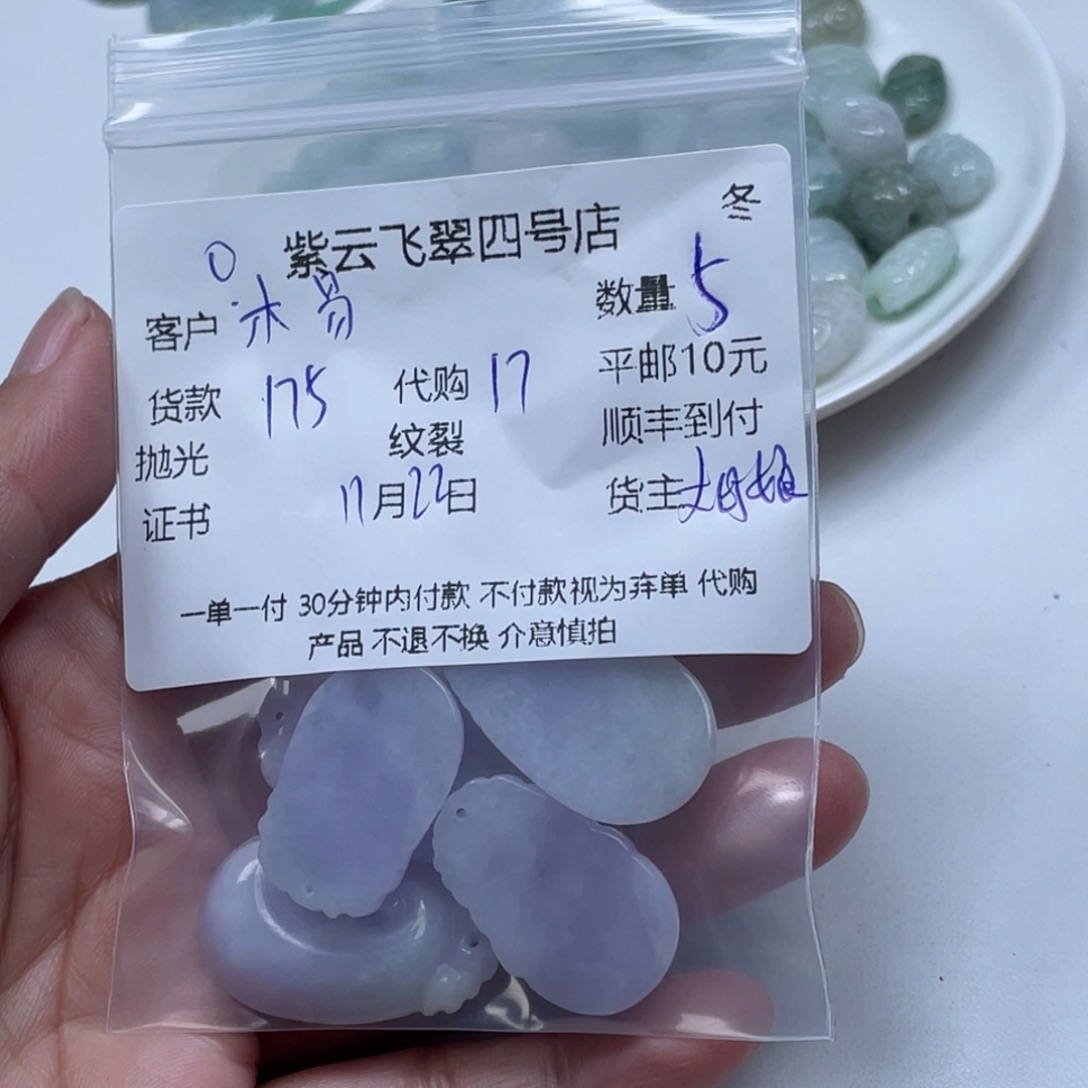 冬
紫云飞翠四号店
O
客户 木易 数量 5
货款 175 代购 17 平邮10元
抛光 纹裂 顺丰到付
证书 11月22日 货主
一单一付 30分钟内付款 不付款视为弃单 代购
产品 不退不换 介意慎拍